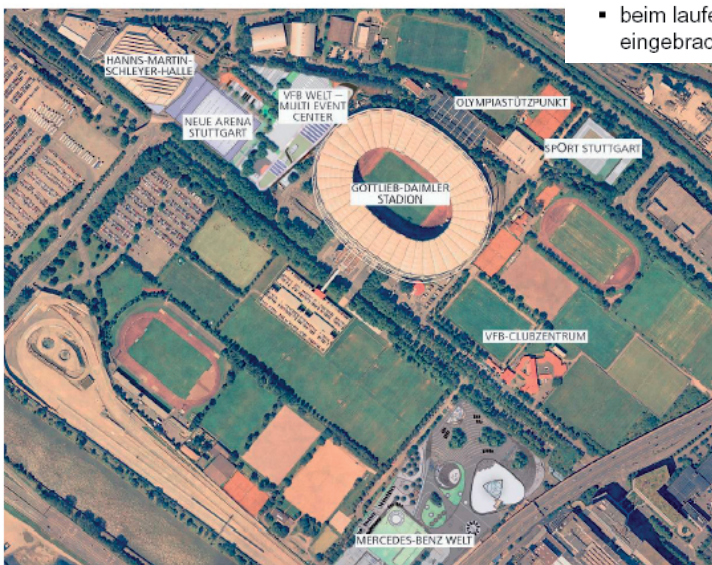 ▪ beim laufe
eingebrac
HANNS-MARTIN-
SCHLEYER-HALLE
NEUE ARENA
STUTTGART
VFB WELT –
MULTI EVENT
CENTER
OLYMPIASTÜTZPUNKT
SPORT STUTTGART
GOTTLIEB-DAIMLER
STADION
VFB-CLUBZENTRUM
MERCEDES-BENZ WELT